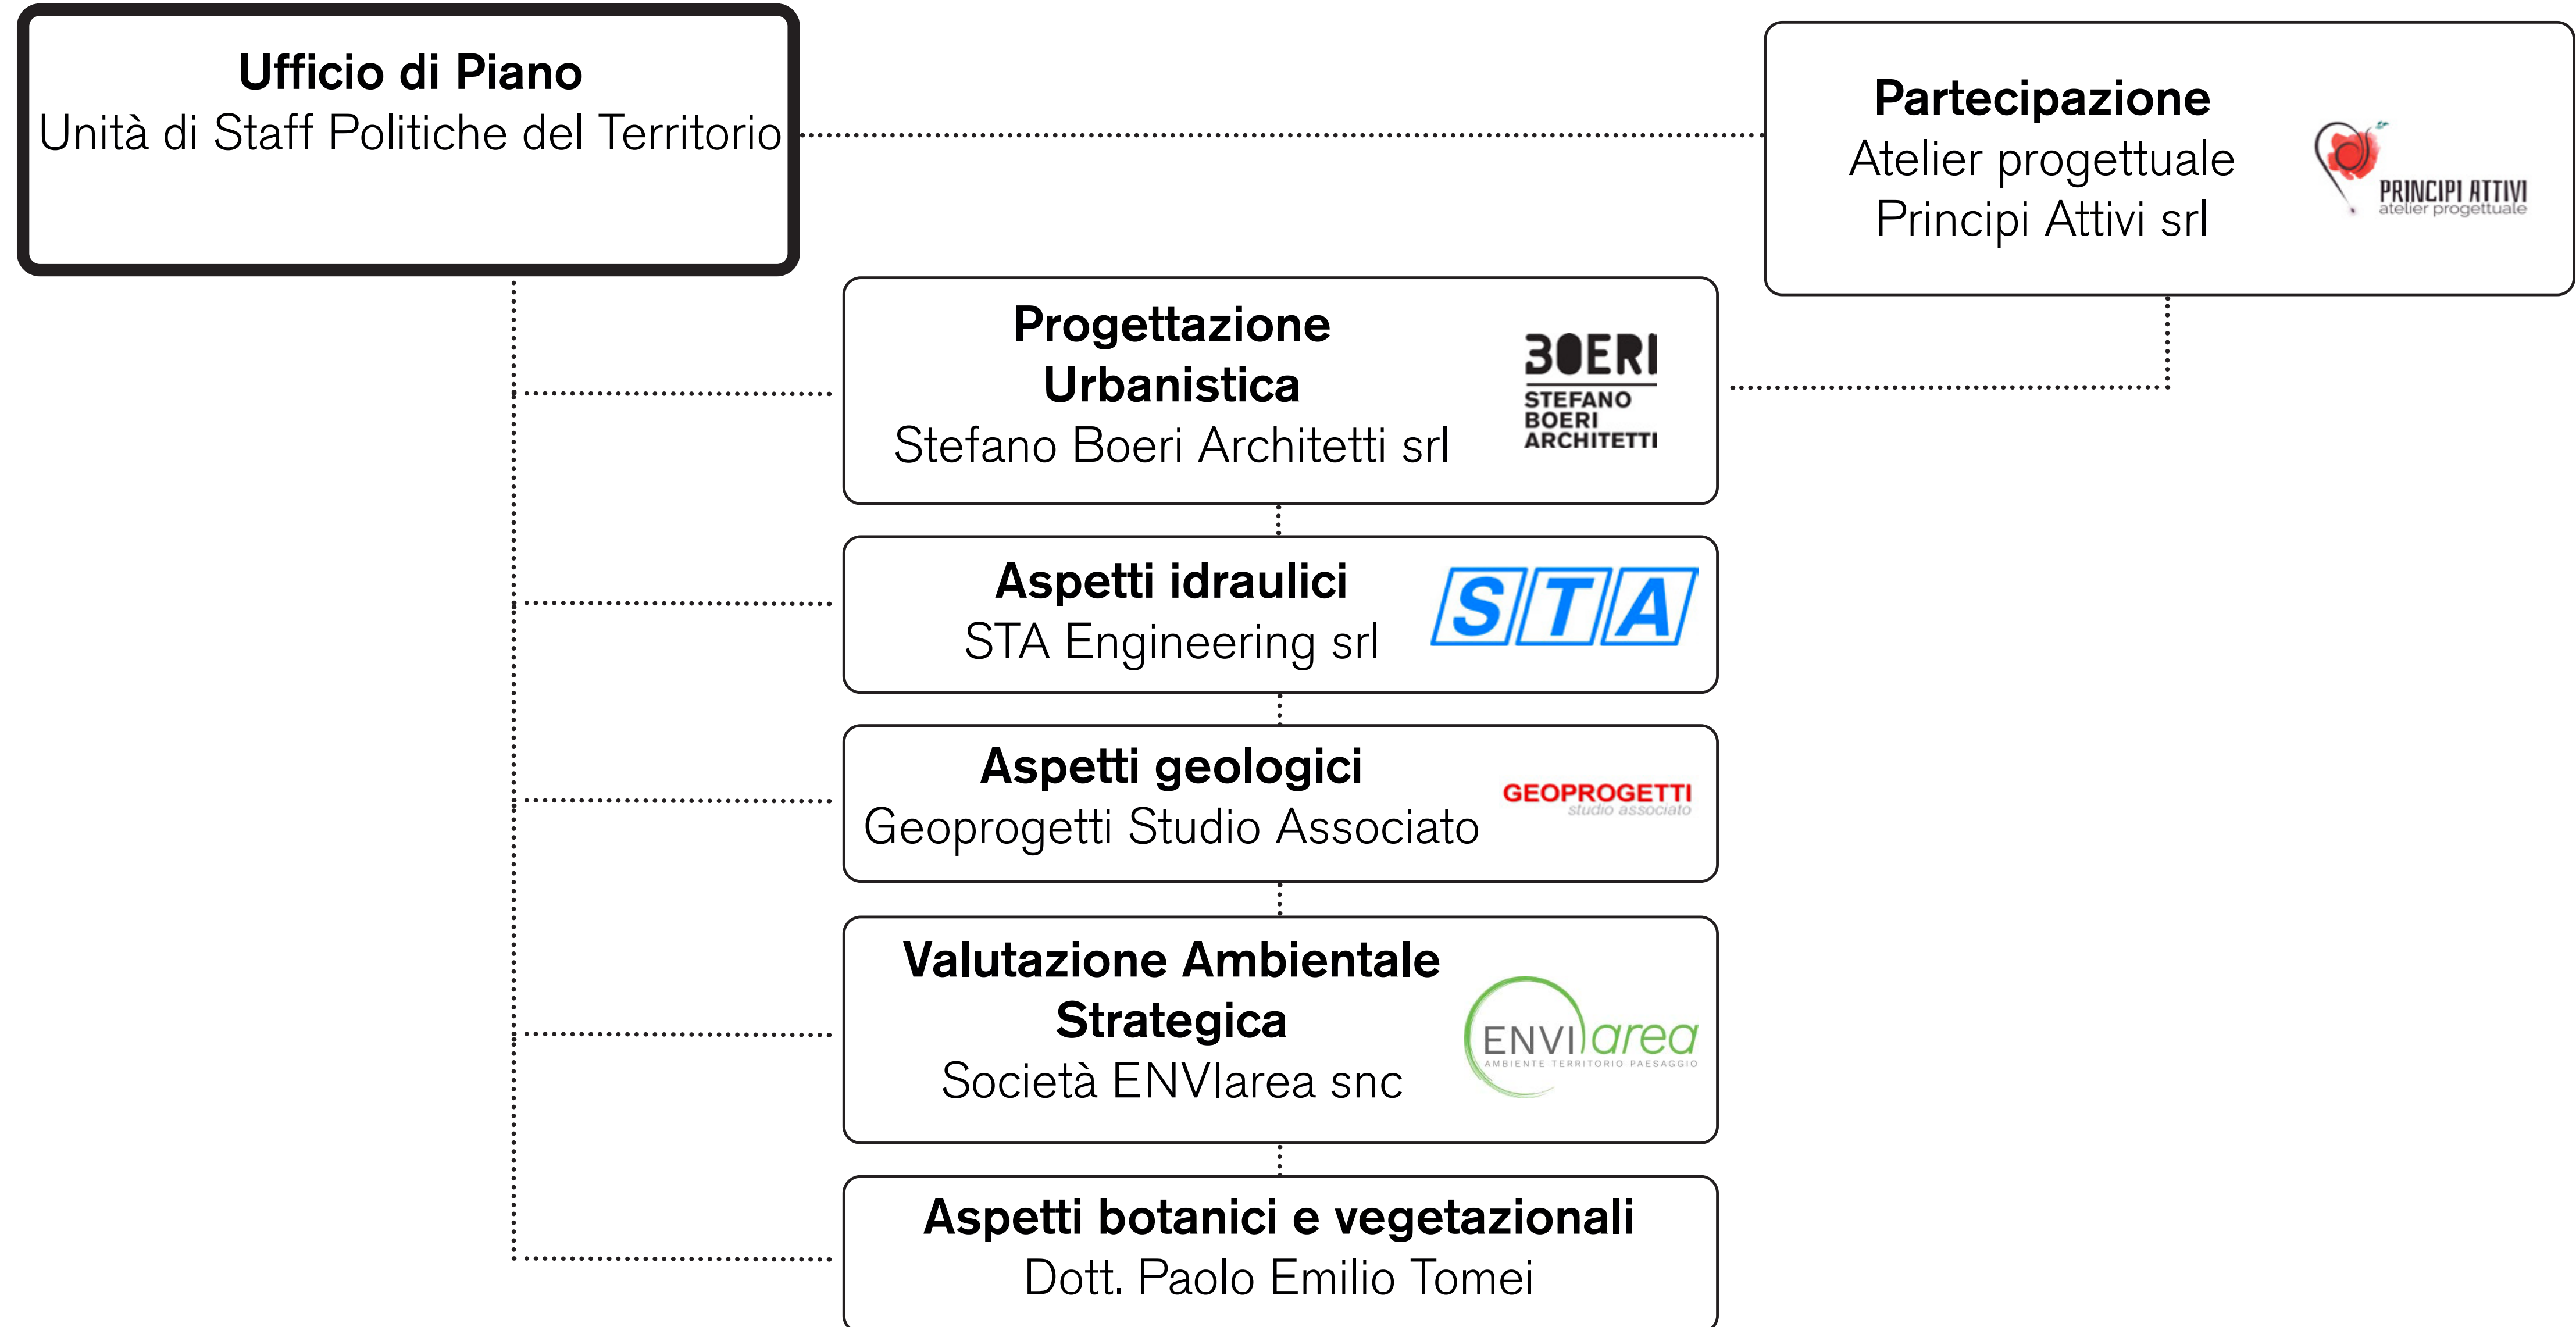 Ufficio di Piano
Unità di Staff Politiche del Territorio
Partecipazione
Atelier progettuale
Principi Attivi srl
PRINCIPI ATTIVI
atelier progettuale
Progettazione
Urbanistica
Stefano Boeri Architetti srl
BOERI
STEFANO
BOERI
ARCHITETTI
Aspetti idraulici
STA Engineering srl
STA
Aspetti geologici
Geoprogetti Studio Associato
GEOPROGETTI
studio associato
Valutazione Ambientale
Strategica
Società ENVIarea snc
ENVIarea
AMBIENTE TERRITORIO PAESAGGIO
Aspetti botanici e vegetazionali
Dott. Paolo Emilio Tomei